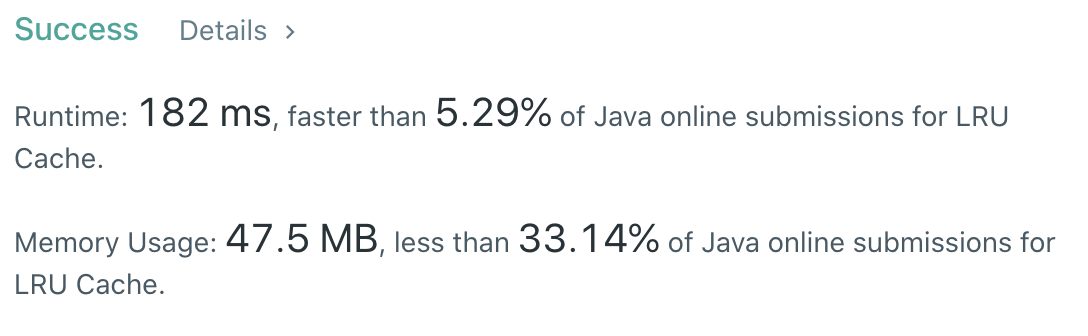 Success Details >
Runtime: 182 ms, faster than 5.29% of Java online submissions for LRU
Cache.
Memory Usage: 47.5 MB, less than 33.14% of Java online submissions for
LRU Cache.